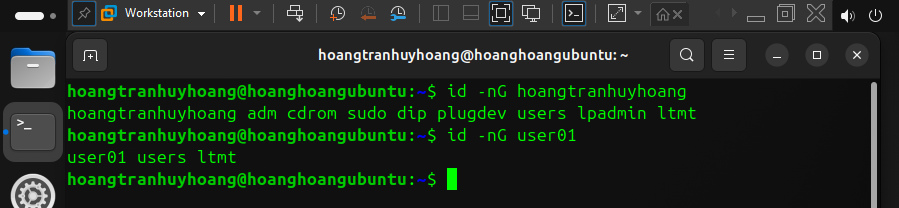 Workstation
hoangtranhuyhoang@hoanghoangubuntu: ~
hoangtranhuyhoang@hoanghoangubuntu:~$ id -nG hoangtranhuyhoang
hoangtranhuyhoang adm cdrom sudo dip plugdev users lpadmin ltmt
hoangtranhuyhoang@hoanghoangubuntu:~$ id -nG user01
user01 users ltmt
hoangtranhuyhoang@hoanghoangubuntu:~$